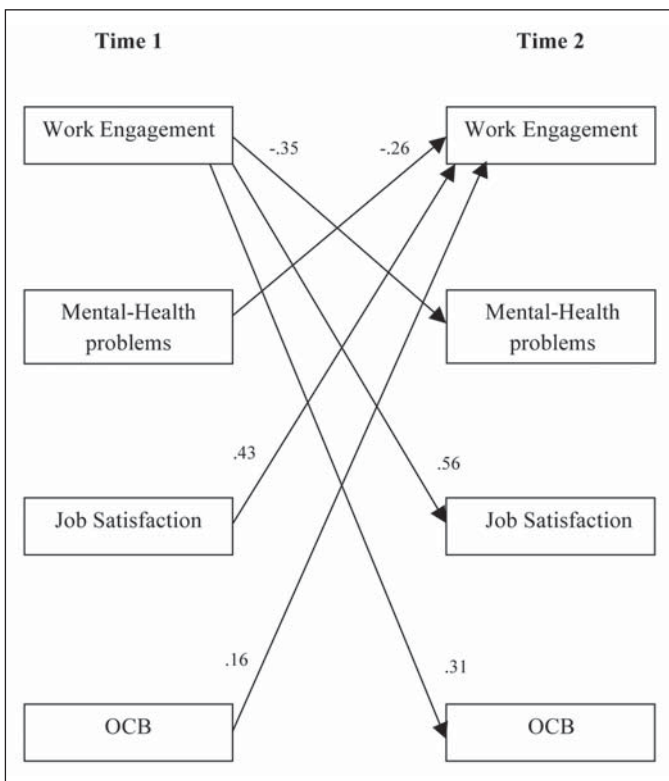 Time 1 Time 2
Work Engagement Work Engagement
-.35 -.26
Mental-Health Mental-Health
problems problems
.43 .56
Job Satisfaction Job Satisfaction
.16 .31
OCB OCB